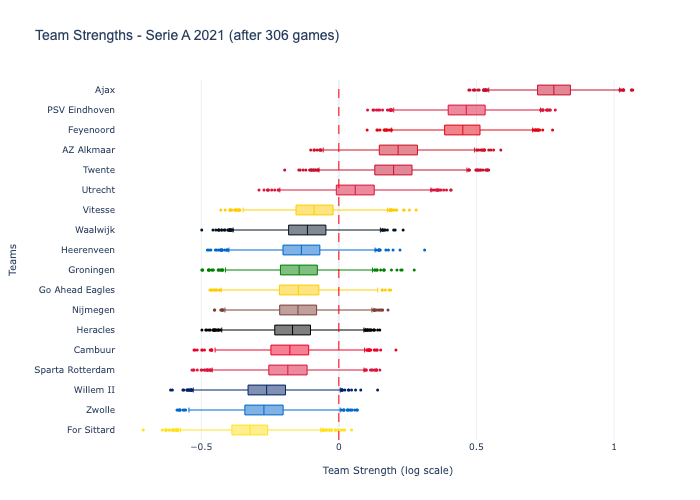 Team Strengths - Serie A 2021 (after 306 games)
Ajax
PSV Eindhoven
Feyenoord
AZ Alkmaar
Twente
Utrecht
Vitesse
Waalwijk
Heerenveen
Groningen
Go Ahead Eagles
Nijmegen
Heracles
Cambuur
Sparta Rotterdam
Willem II
Zwolle
For Sittard
Teams
−0.5 0 0.5 1
Team Strength (log scale)